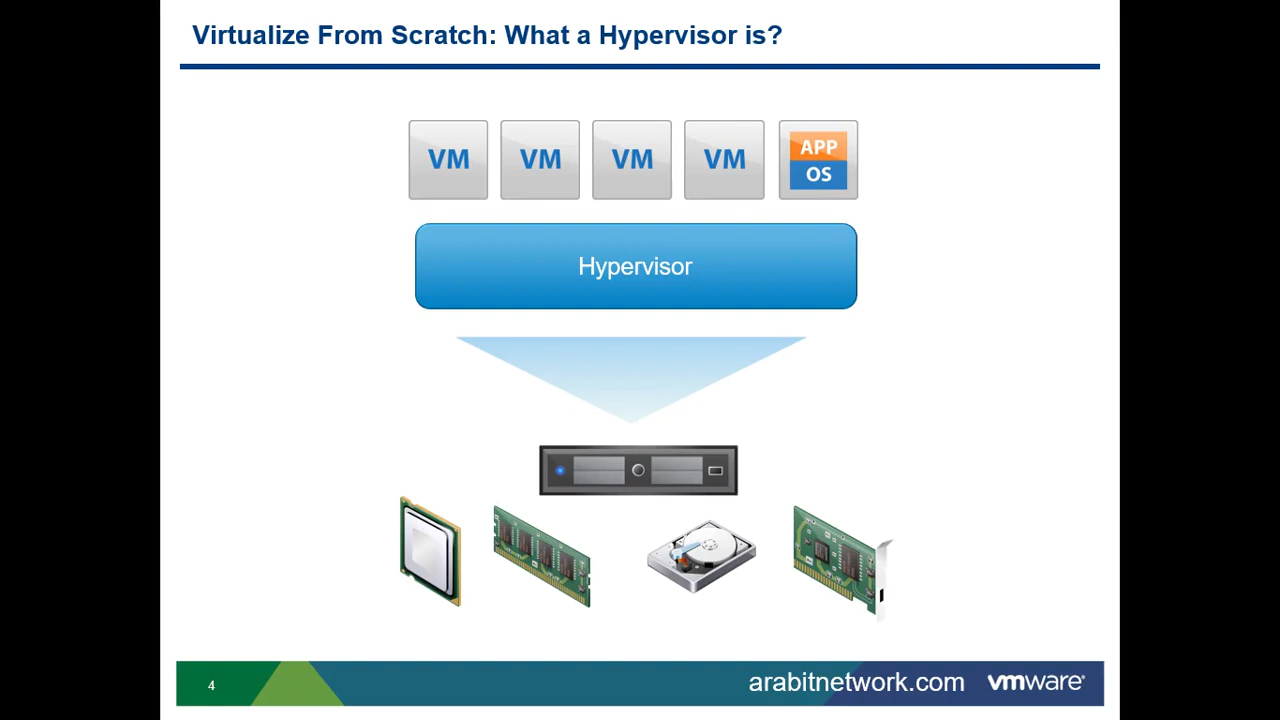 Virtualize From Scratch: What a Hypervisor is?
VM VM VM VM APP
OS
Hypervisor
4 arabitnetwork.com vmware